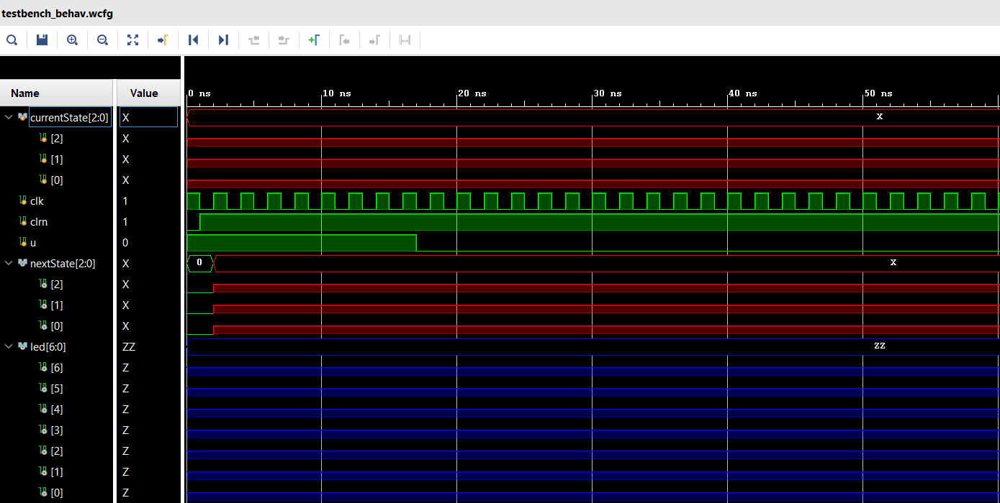 testbench_behav.wcfg
Name Value
0 ns 10 ns 20 ns 30 ns 40 ns 50 ns
currentState[2:0] X X
[2] X
[1] X
[0] X
clk 1
clrn 1
u 0
nextState[2:0] X 0 X
[2] X
[1] X
[0] X
led[6:0] ZZ ZZ
[6] Z
[5] Z
[4] Z
[3] Z
[2] Z
[1] Z
[0] Z